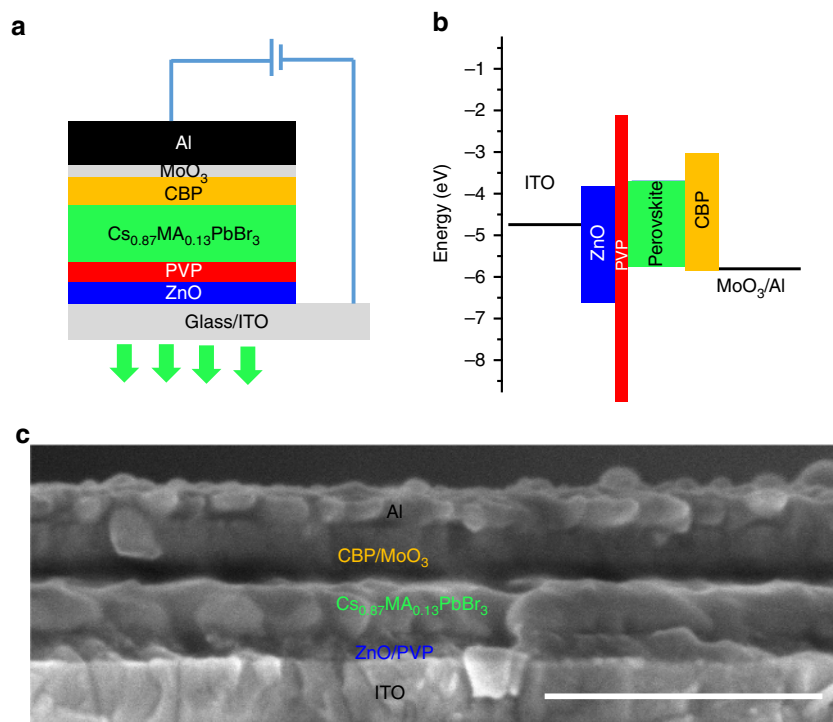 a
Al
MoO₃
CBP
Cs₀.₈₇MA₀.₁₃PbBr₃
PVP
ZnO
Glass/ITO
b
Energy (eV)
–1
–2
–3
–4
–5
–6
–7
–8
ITO
ZnO
PVP
Perovskite
CBP
MoO₃/Al
c
Al
CBP/MoO₃
Cs₀.₈₇MA₀.₁₃PbBr₃
ZnO/PVP
ITO